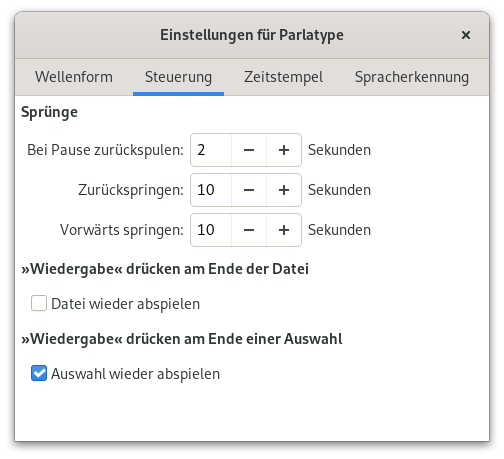 Einstellungen für Parlatype
Wellenform Steuerung Zeitstempel Spracherkennung
Sprünge
Bei Pause zurückspulen: 2 − + Sekunden
Zurückspringen: 10 − + Sekunden
Vorwärts springen: 10 − + Sekunden
»Wiedergabe« drücken am Ende der Datei
Datei wieder abspielen
»Wiedergabe« drücken am Ende einer Auswahl
Auswahl wieder abspielen